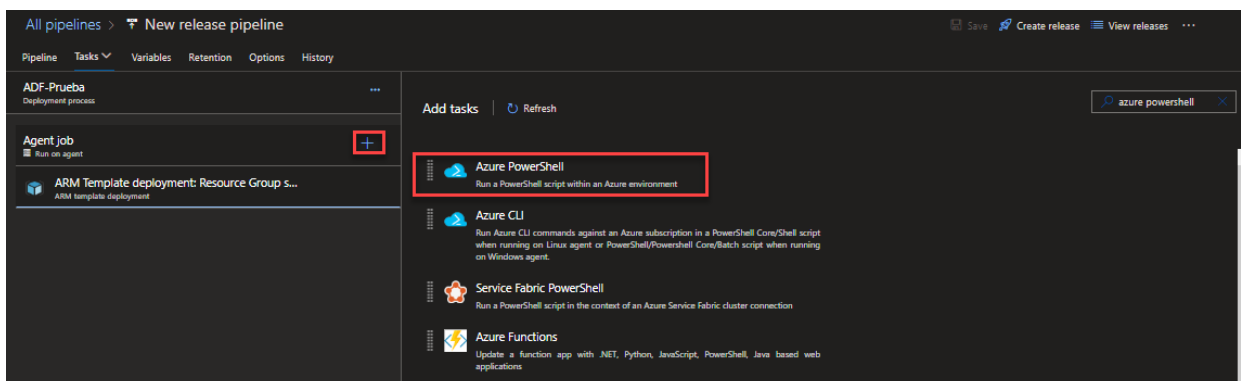 All pipelines > New release pipeline
Save Create release View releases ...
Pipeline Tasks Variables Retention Options History
ADF-Prueba
Deployment process
Add tasks | Refresh
azure powershell
Agent job
Run on agent
ARM Template deployment: Resource Group s...
ARM template deployment
Azure PowerShell
Run a PowerShell script within an Azure environment
Azure CLI
Run Azure CLI commands against an Azure subscription in a PowerShell Core/Shell script
when running on Linux agent or PowerShell/Powershell Core/Batch script when running
on Windows agent.
Service Fabric PowerShell
Run a PowerShell script in the context of an Azure Service Fabric cluster connection
Azure Functions
Update a function app with .NET, Python, JavaScript, PowerShell, Java based web
applications